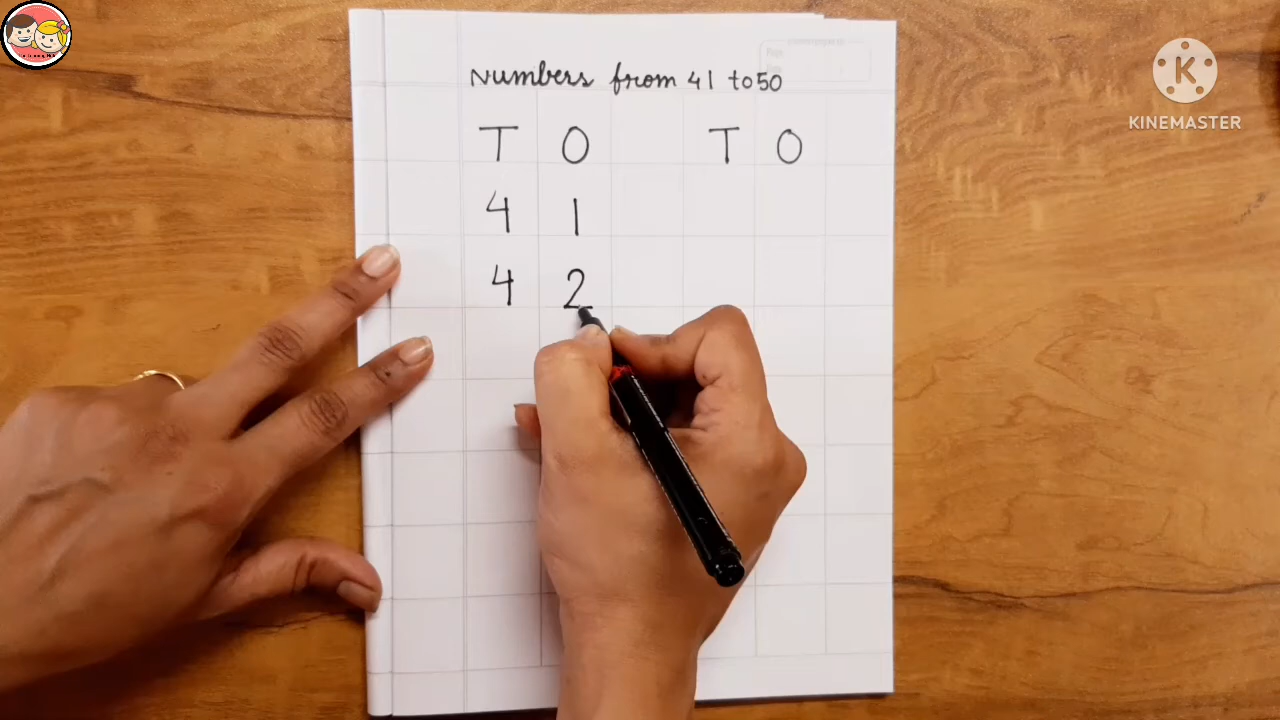 Numbers from 41 to 50
T O T O
4 1
4 2
KINEMASTER